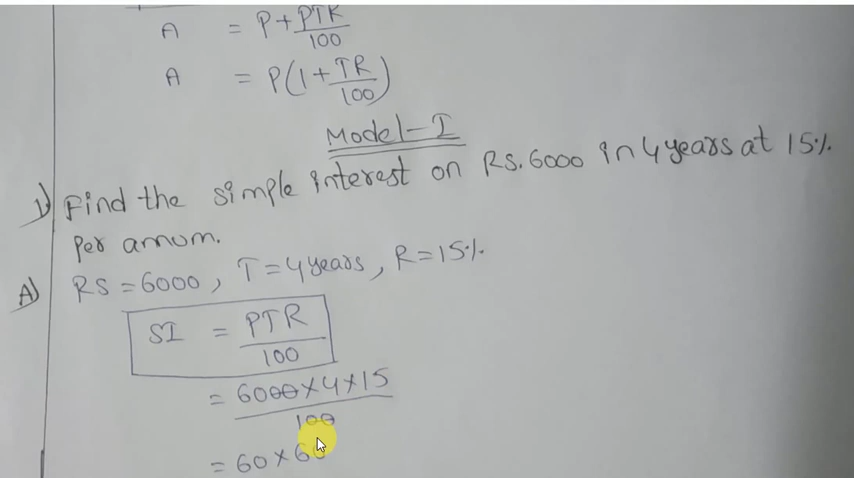 A = P + PTR/100
A = P(1 + TR/100)
Model-I
1) Find the simple interest on RS.6000 in 4 years at 15%
per annum.
A) RS = 6000, T = 4 years, R = 15%
SI = PTR/100
= 6000 × 4 × 15/100
= 60 ×